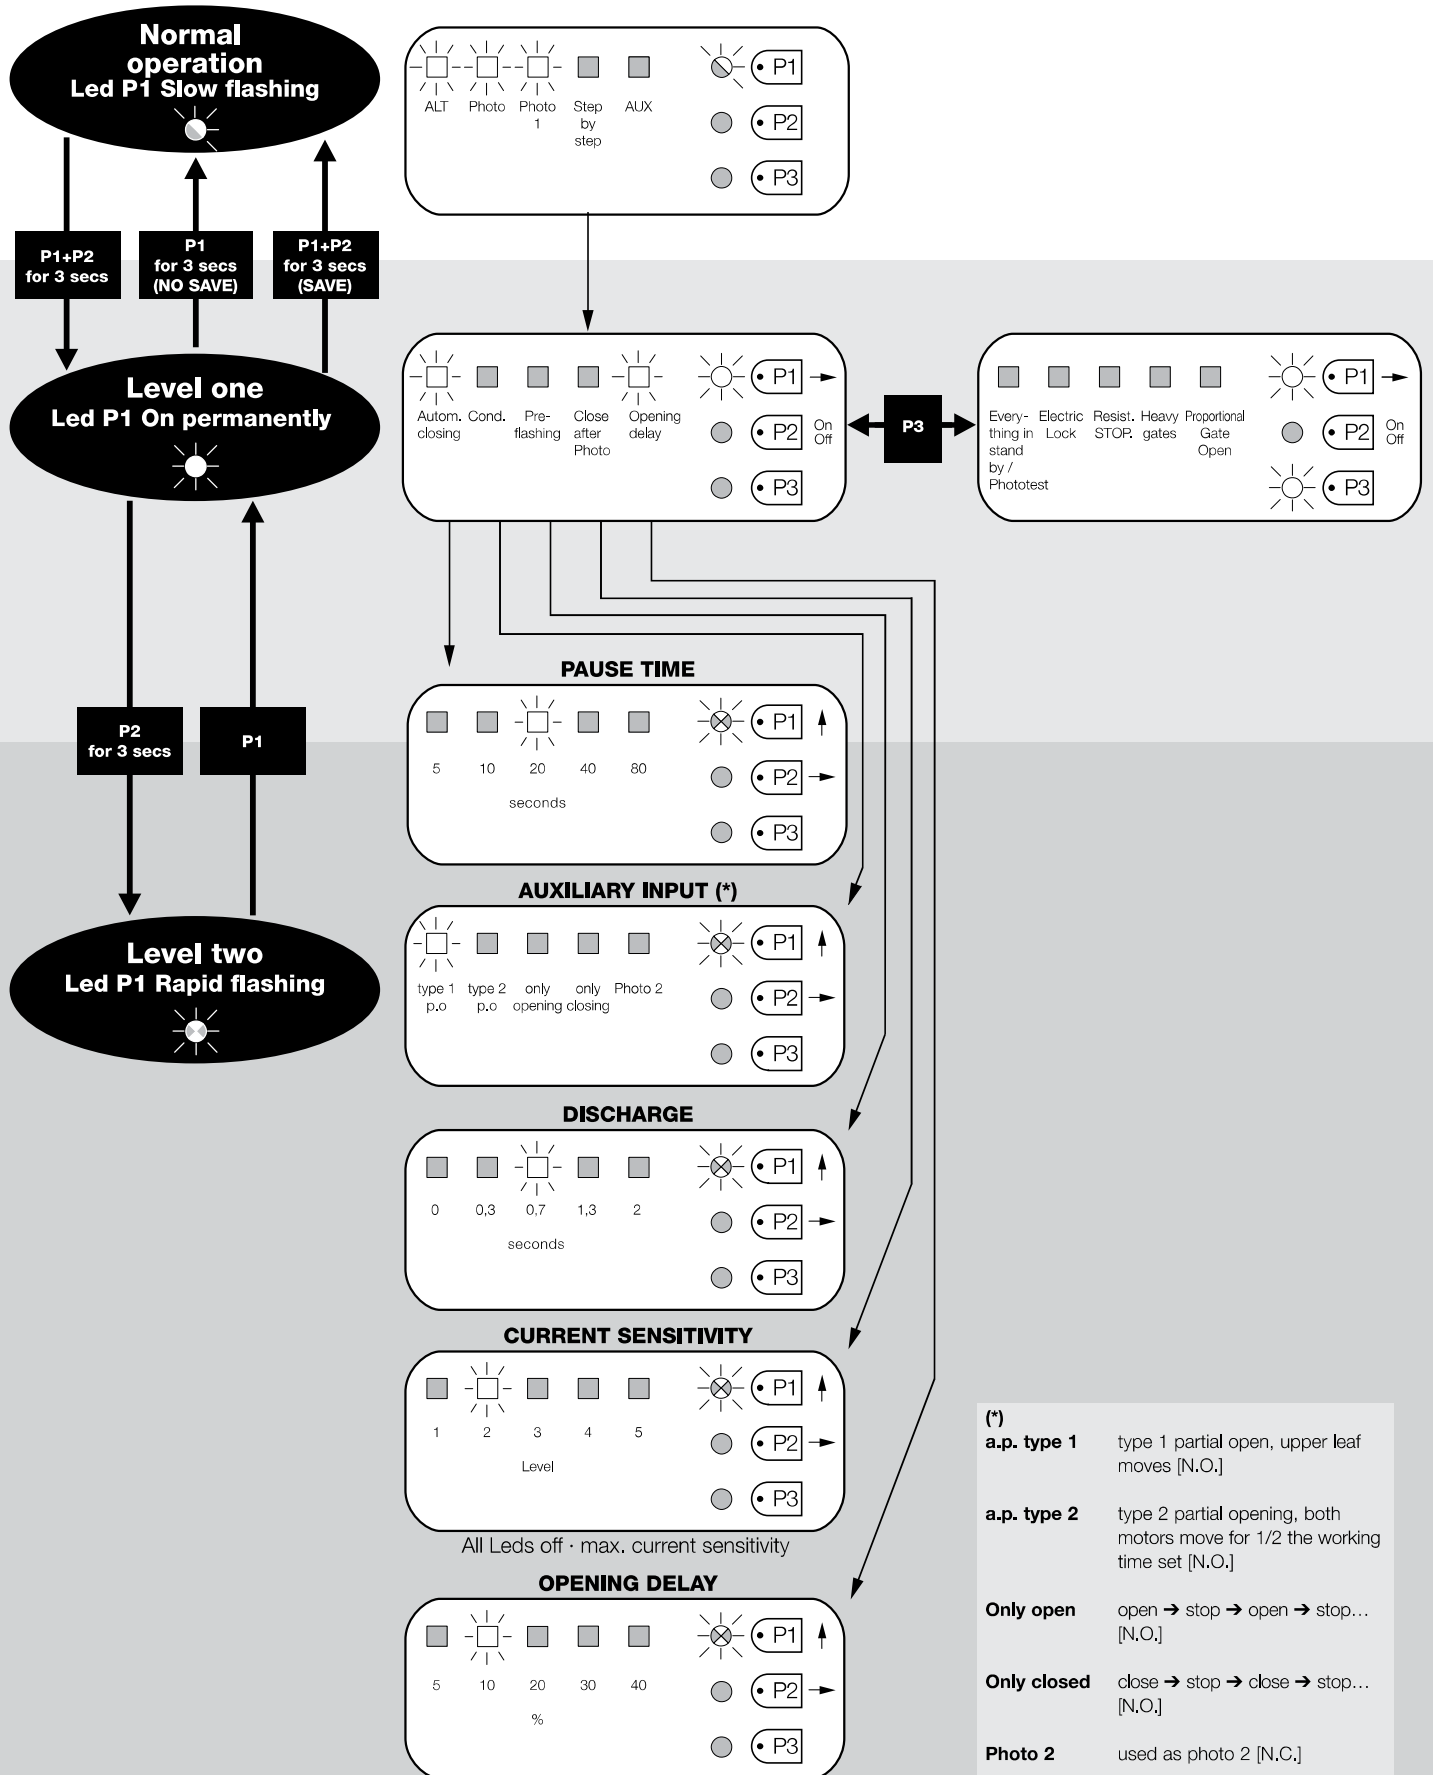 Normal
operation
Led P1 Slow flashing
ALT Photo Photo 1 Step by step AUX
P1
P2
P3
P1+P2
for 3 secs
P1
for 3 secs
(NO SAVE)
P1+P2
for 3 secs
(SAVE)
Level one
Led P1 On permanently
Autom. closing Cond. Pre-flashing Close after Photo Opening delay
P1
P2 On Off
P3
P3
Every-thing in stand by / Phototest Electric Lock Resist. STOP. Heavy gates Proportional Gate Open
P1
P2 On Off
P3
P2
for 3 secs
P1
Level two
Led P1 Rapid flashing
PAUSE TIME
5 10 20 40 80
seconds
P1
P2
P3
AUXILIARY INPUT (*)
type 1 p.o type 2 p.o only opening only closing Photo 2
P1
P2
P3
DISCHARGE
0 0,3 0,7 1,3 2
seconds
P1
P2
P3
CURRENT SENSITIVITY
1 2 3 4 5
Level
P1
P2
P3
All Leds off · max. current sensitivity
OPENING DELAY
5 10 20 30 40
%
P1
P2
P3
(*)
a.p. type 1 type 1 partial open, upper leaf
moves [N.O.]
a.p. type 2 type 2 partial opening, both
motors move for 1/2 the working
time set [N.O.]
Only open open ➔ stop ➔ open ➔ stop…
[N.O.]
Only closed close ➔ stop ➔ close ➔ stop…
[N.O.]
Photo 2 used as photo 2 [N.C.]